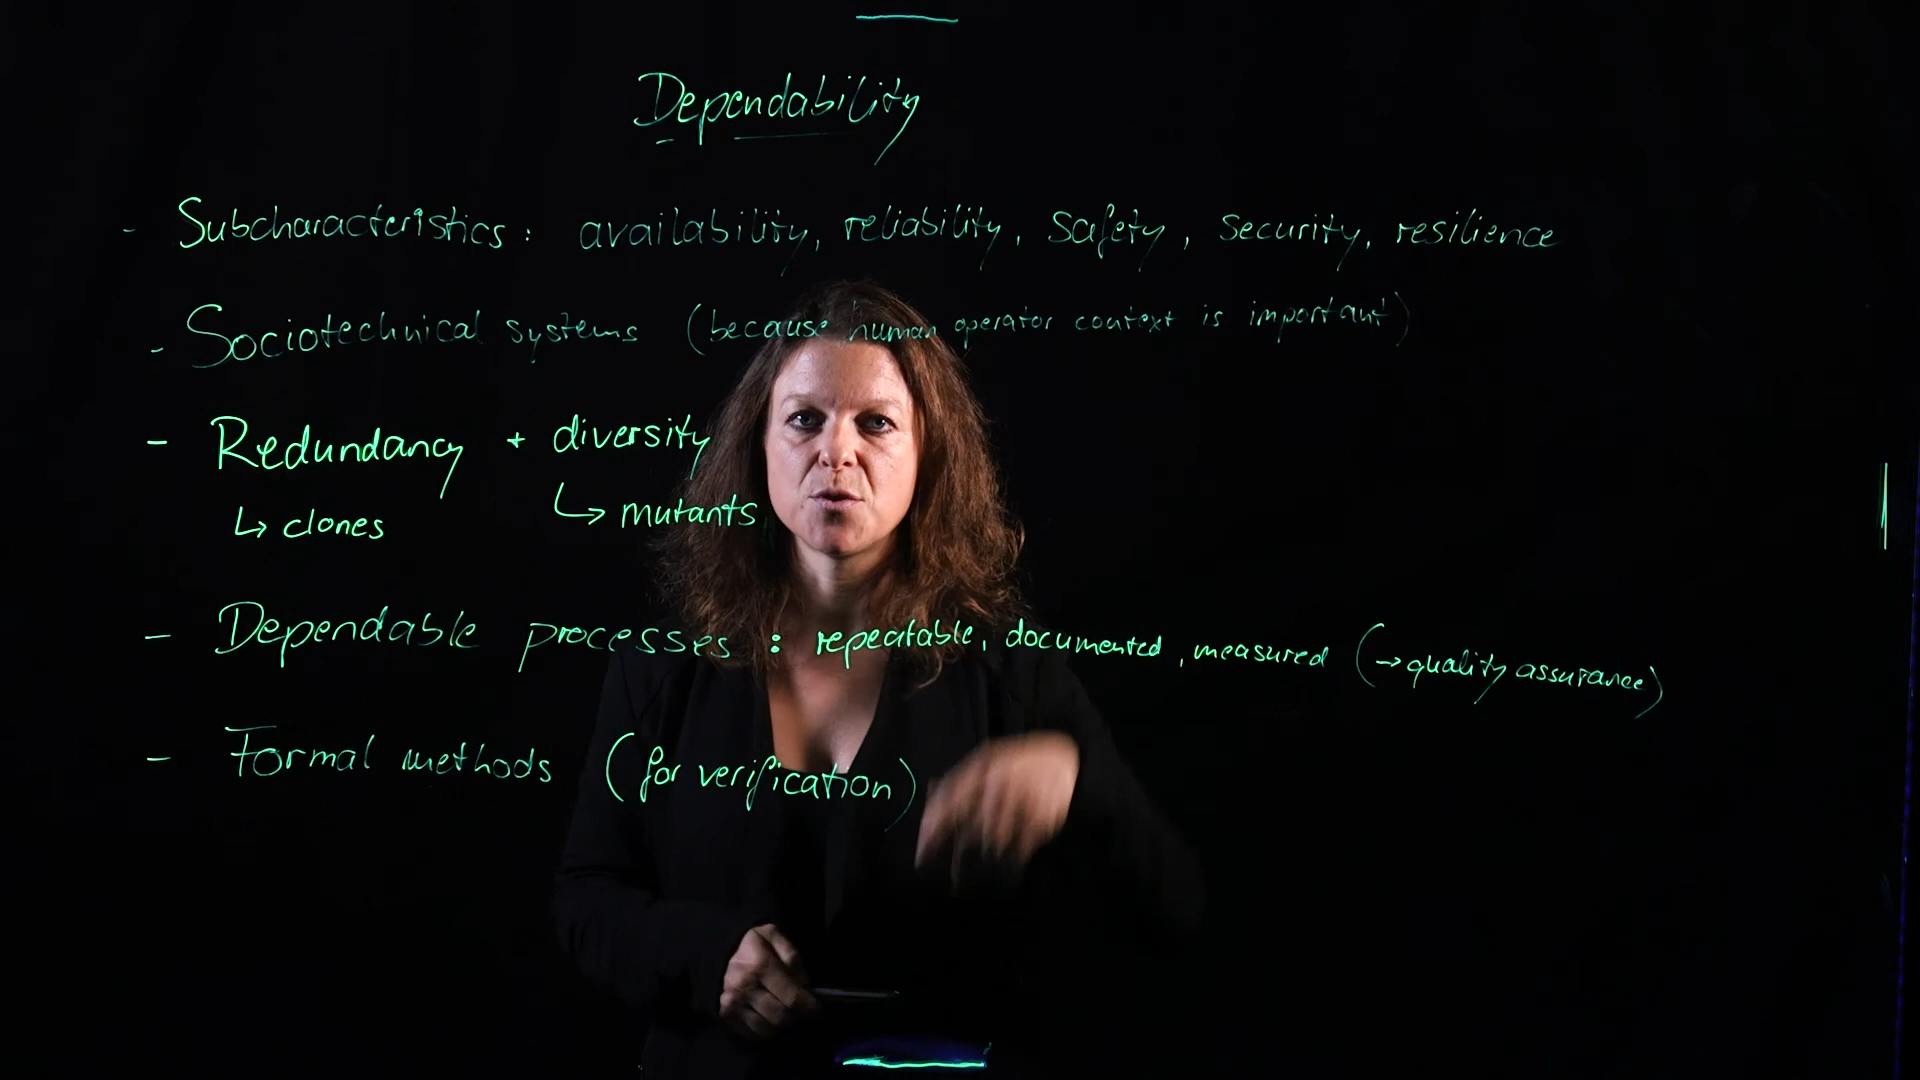 Dependability
- Subcharacteristics: availability, reliability, safety, security, resilience
- Sociotechnical systems (because human operator context is important)
- Redundancy + diversity
↳ clones ↳ mutants
- Dependable processes: repeatable, documented, measured (→ quality assurance)
- Formal methods (for verification)